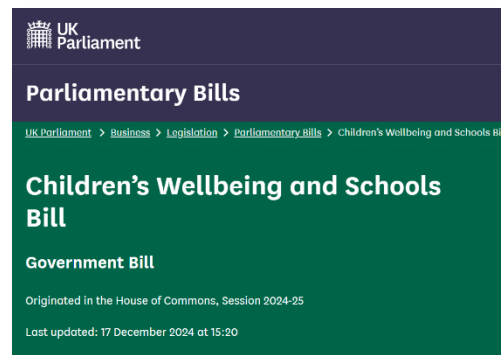 UK
Parliament
Parliamentary Bills
UK Parliament > Business > Legislation > Parliamentary Bills > Children's Wellbeing and Schools Bi
Children's Wellbeing and Schools
Bill
Government Bill
Originated in the House of Commons, Session 2024-25
Last updated: 17 December 2024 at 15:20